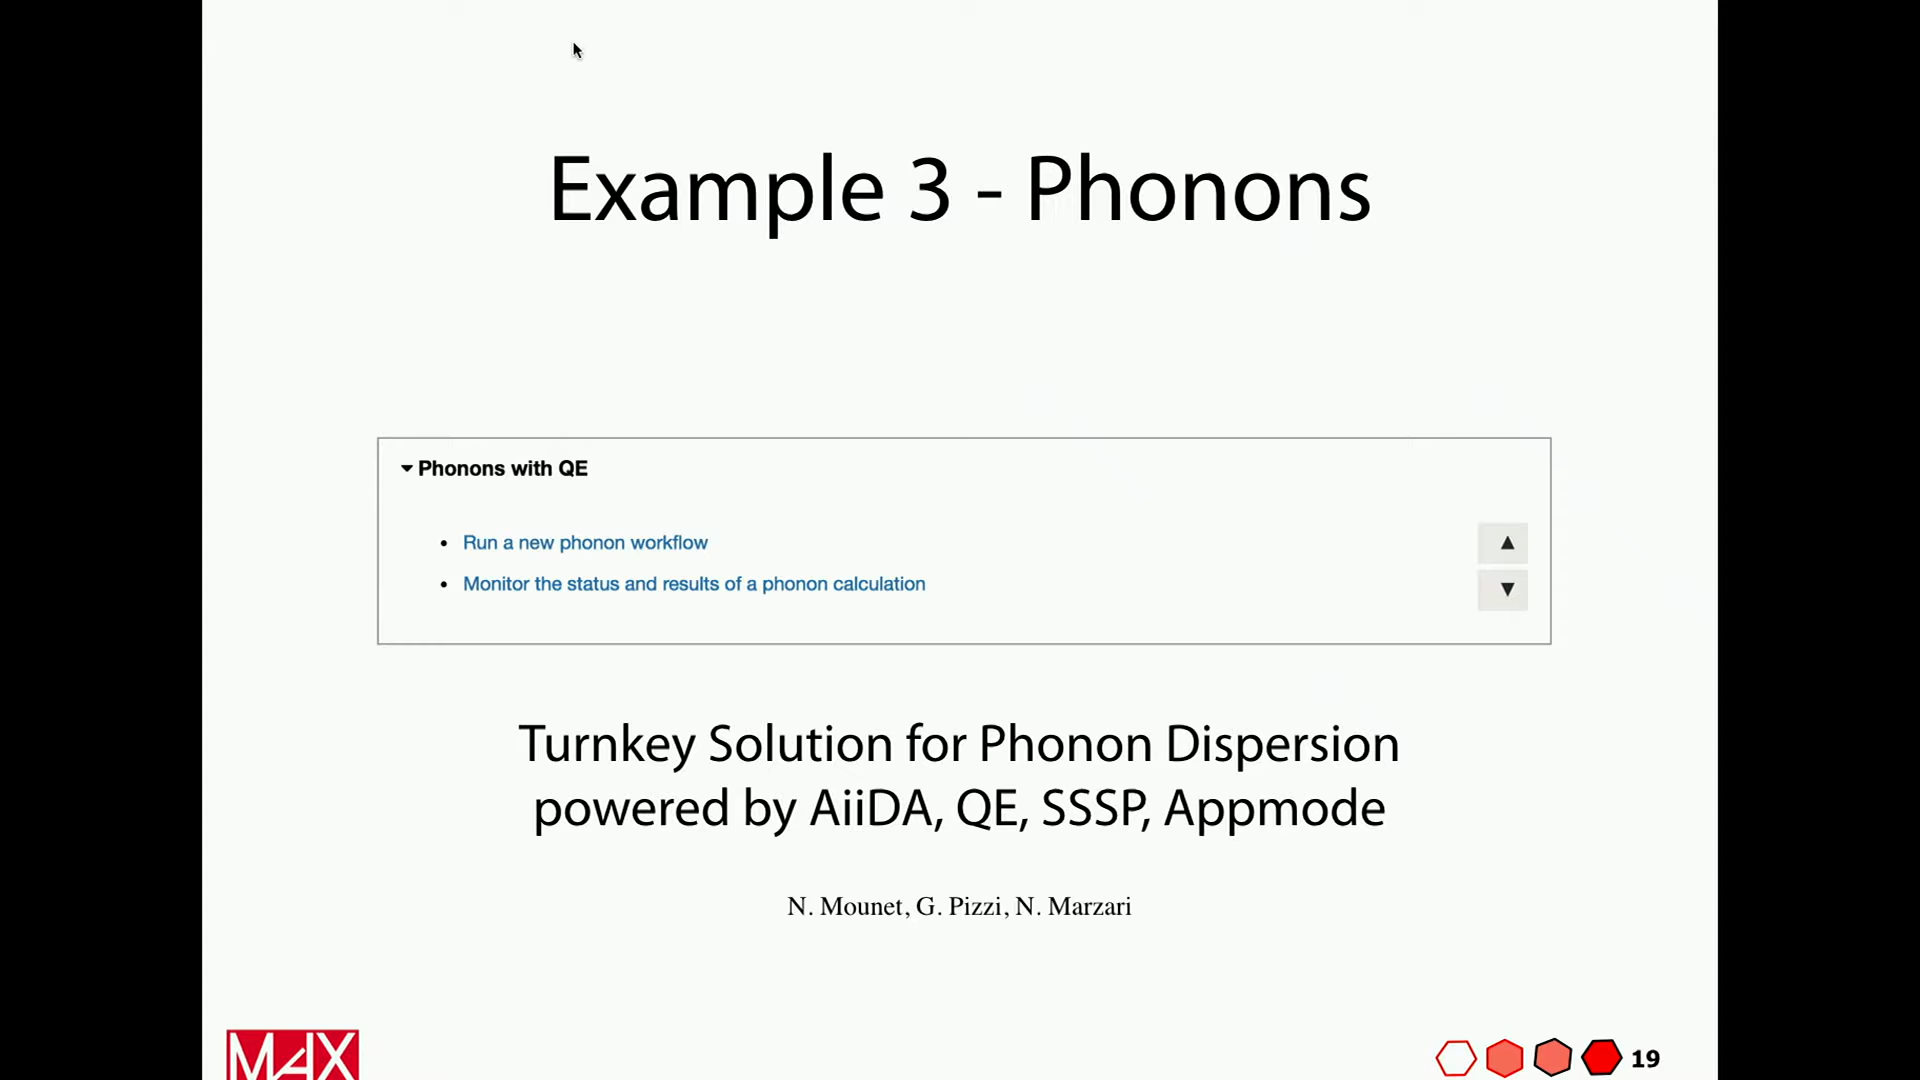 Example 3 - Phonons
Phonons with QE
Run a new phonon workflow
Monitor the status and results of a phonon calculation
Turnkey Solution for Phonon Dispersion
powered by AiiDA, QE, SSSP, Appmode
N. Mounet, G. Pizzi, N. Marzari
MAX
19